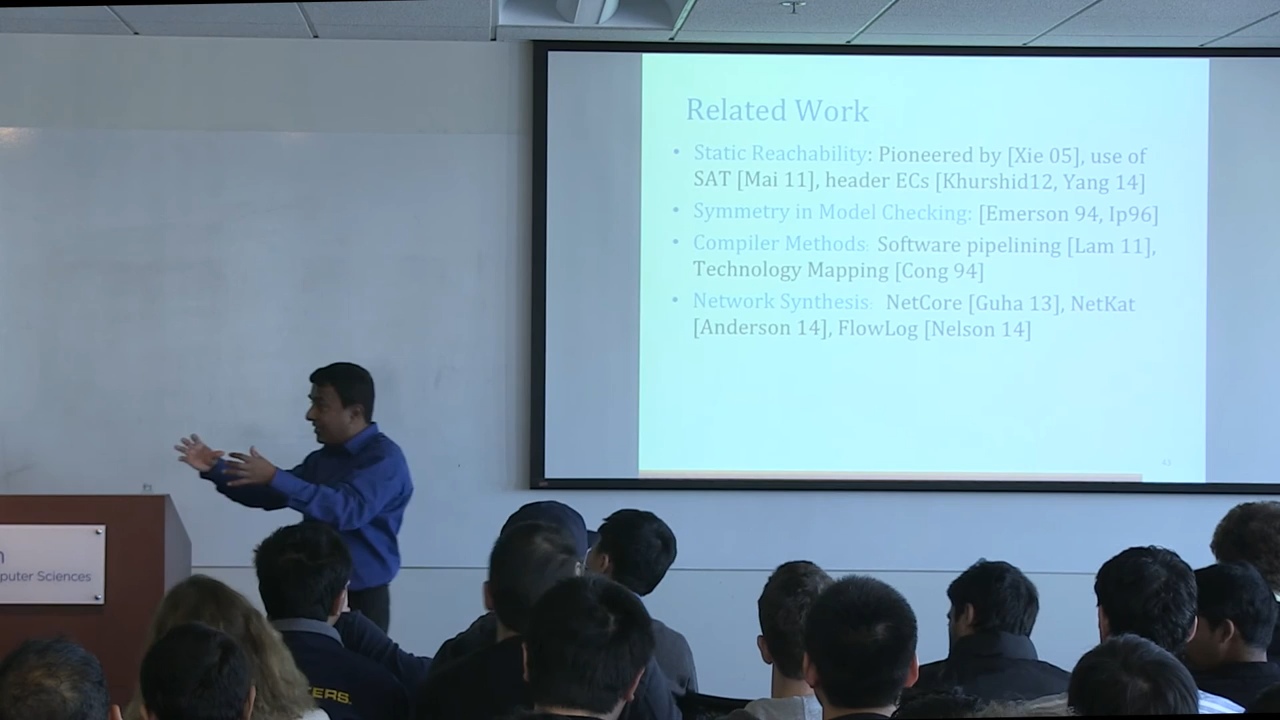 Related Work
• Static Reachability: Pioneered by [Xie 05], use of
SAT [Mai 11], header ECs [Khurshid12, Yang 14]
• Symmetry in Model Checking: [Emerson 94, Ip96]
• Compiler Methods: Software pipelining [Lam 11],
Technology Mapping [Cong 94]
• Network Synthesis: NetCore [Guha 13], NetKat
[Anderson 14], FlowLog [Nelson 14]
puter Sciences